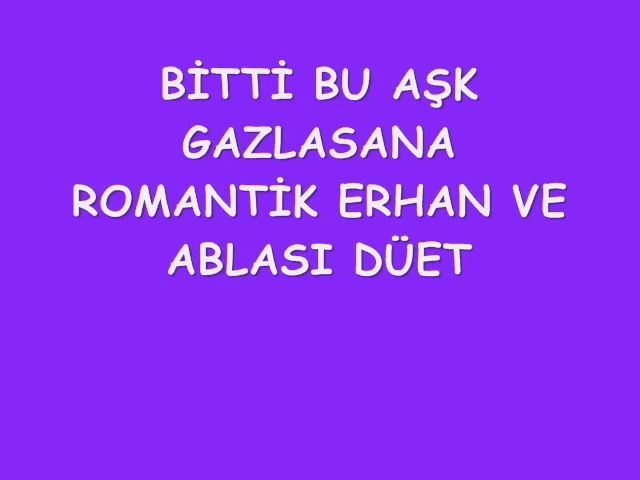 BİTTİ BU AŞK
GAZLASANA
ROMANTİK ERHAN VE
ABLASI DÜET